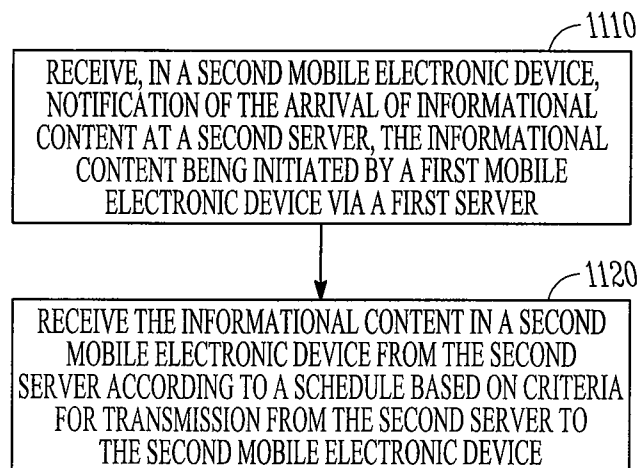 1110
RECEIVE, IN A SECOND MOBILE ELECTRONIC DEVICE,
NOTIFICATION OF THE ARRIVAL OF INFORMATIONAL
CONTENT AT A SECOND SERVER, THE INFORMATIONAL
CONTENT BEING INITIATED BY A FIRST MOBILE
ELECTRONIC DEVICE VIA A FIRST SERVER
1120
RECEIVE THE INFORMATIONAL CONTENT IN A SECOND
MOBILE ELECTRONIC DEVICE FROM THE SECOND
SERVER ACCORDING TO A SCHEDULE BASED ON CRITERIA
FOR TRANSMISSION FROM THE SECOND SERVER TO
THE SECOND MOBILE ELECTRONIC DEVICE